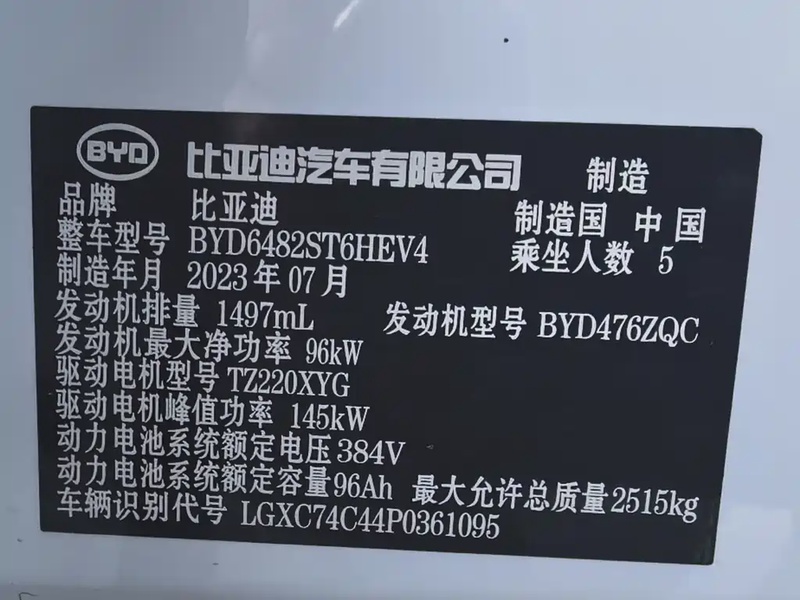 BYD 比亚迪汽车有限公司 制造
品牌 比亚迪 制造国 中国
整车型号 BYD6482ST6HEV4 乘坐人数 5
制造年月 2023年07月
发动机排量 1497mL 发动机型号 BYD476ZQC
发动机最大净功率 96kW
驱动电机型号 TZ220XYG
驱动电机峰值功率 145kW
动力电池系统额定电压 384V
动力电池系统额定容量 96Ah 最大允许总质量 2515kg
车辆识别代号 LGXC74C44P0361095